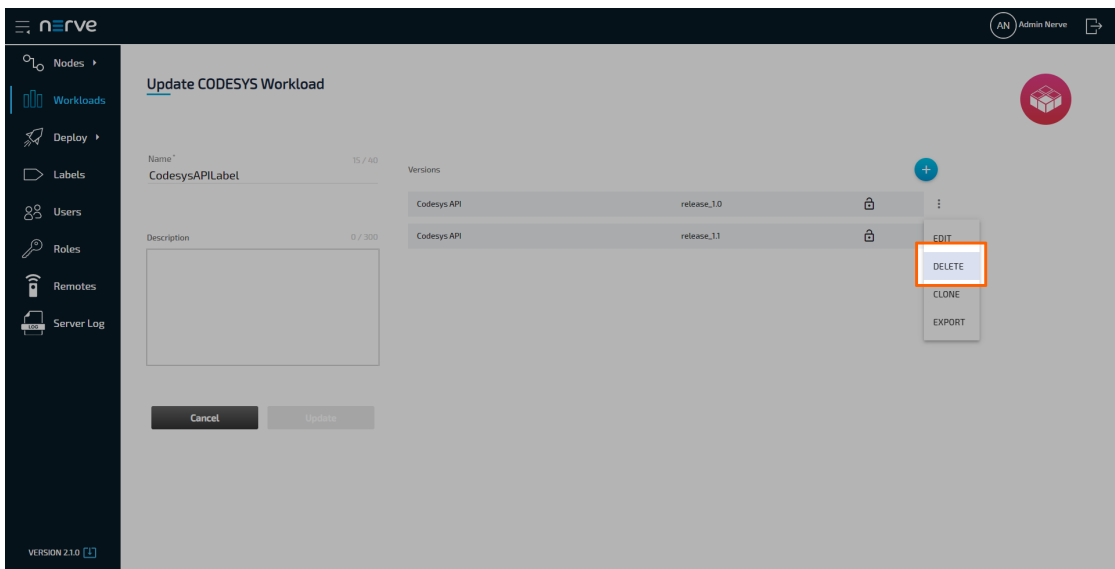 nerve
AN Admin Nerve
Nodes
Workloads
Deploy
Labels
Users
Roles
Remotes
LOG Server Log
VERSION 2.1.0
Update CODESYS Workload
Name* 15 / 40
CodesysAPILabel
Description 0 / 300
Cancel Update
Versions
+
Codesys API release_1.0
Codesys API release_1.1
EDIT
DELETE
CLONE
EXPORT